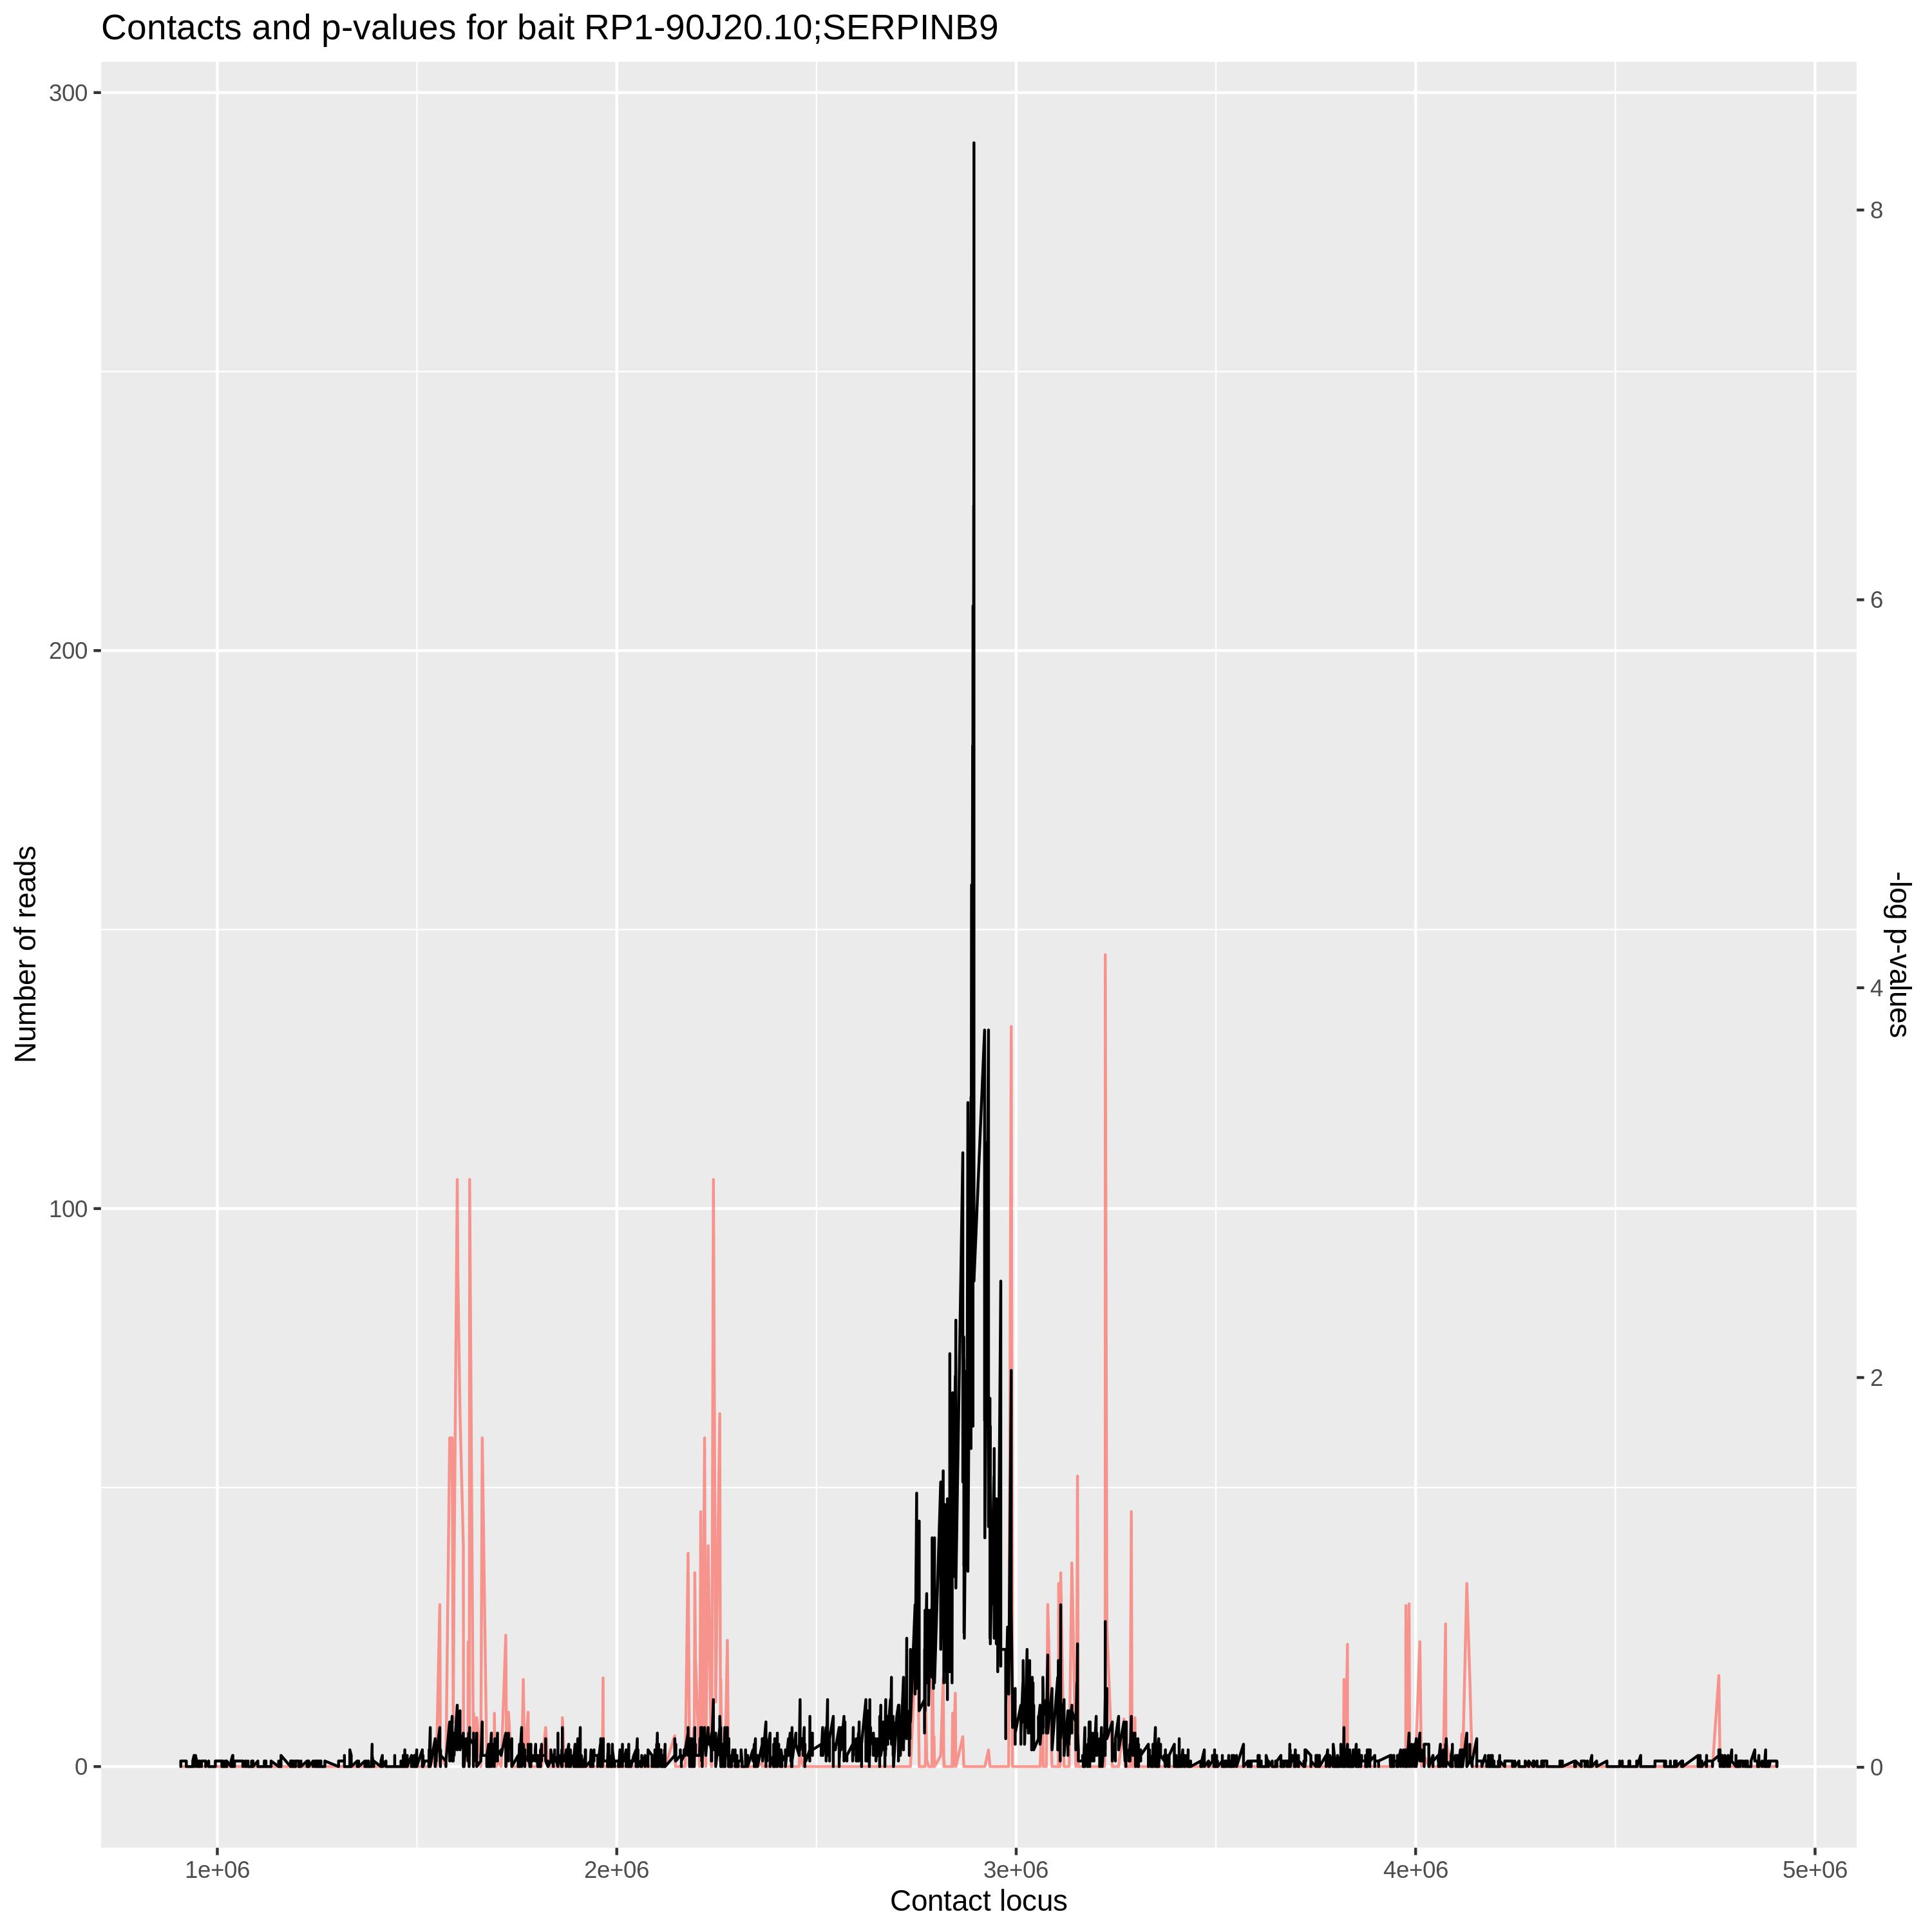 Contacts and p-values for bait RP1-90J20.10;SERPINB9
300
200
100
0
Number of reads
8
6
4
2
0
-log p-values
1e+06 2e+06 3e+06 4e+06 5e+06
Contact locus